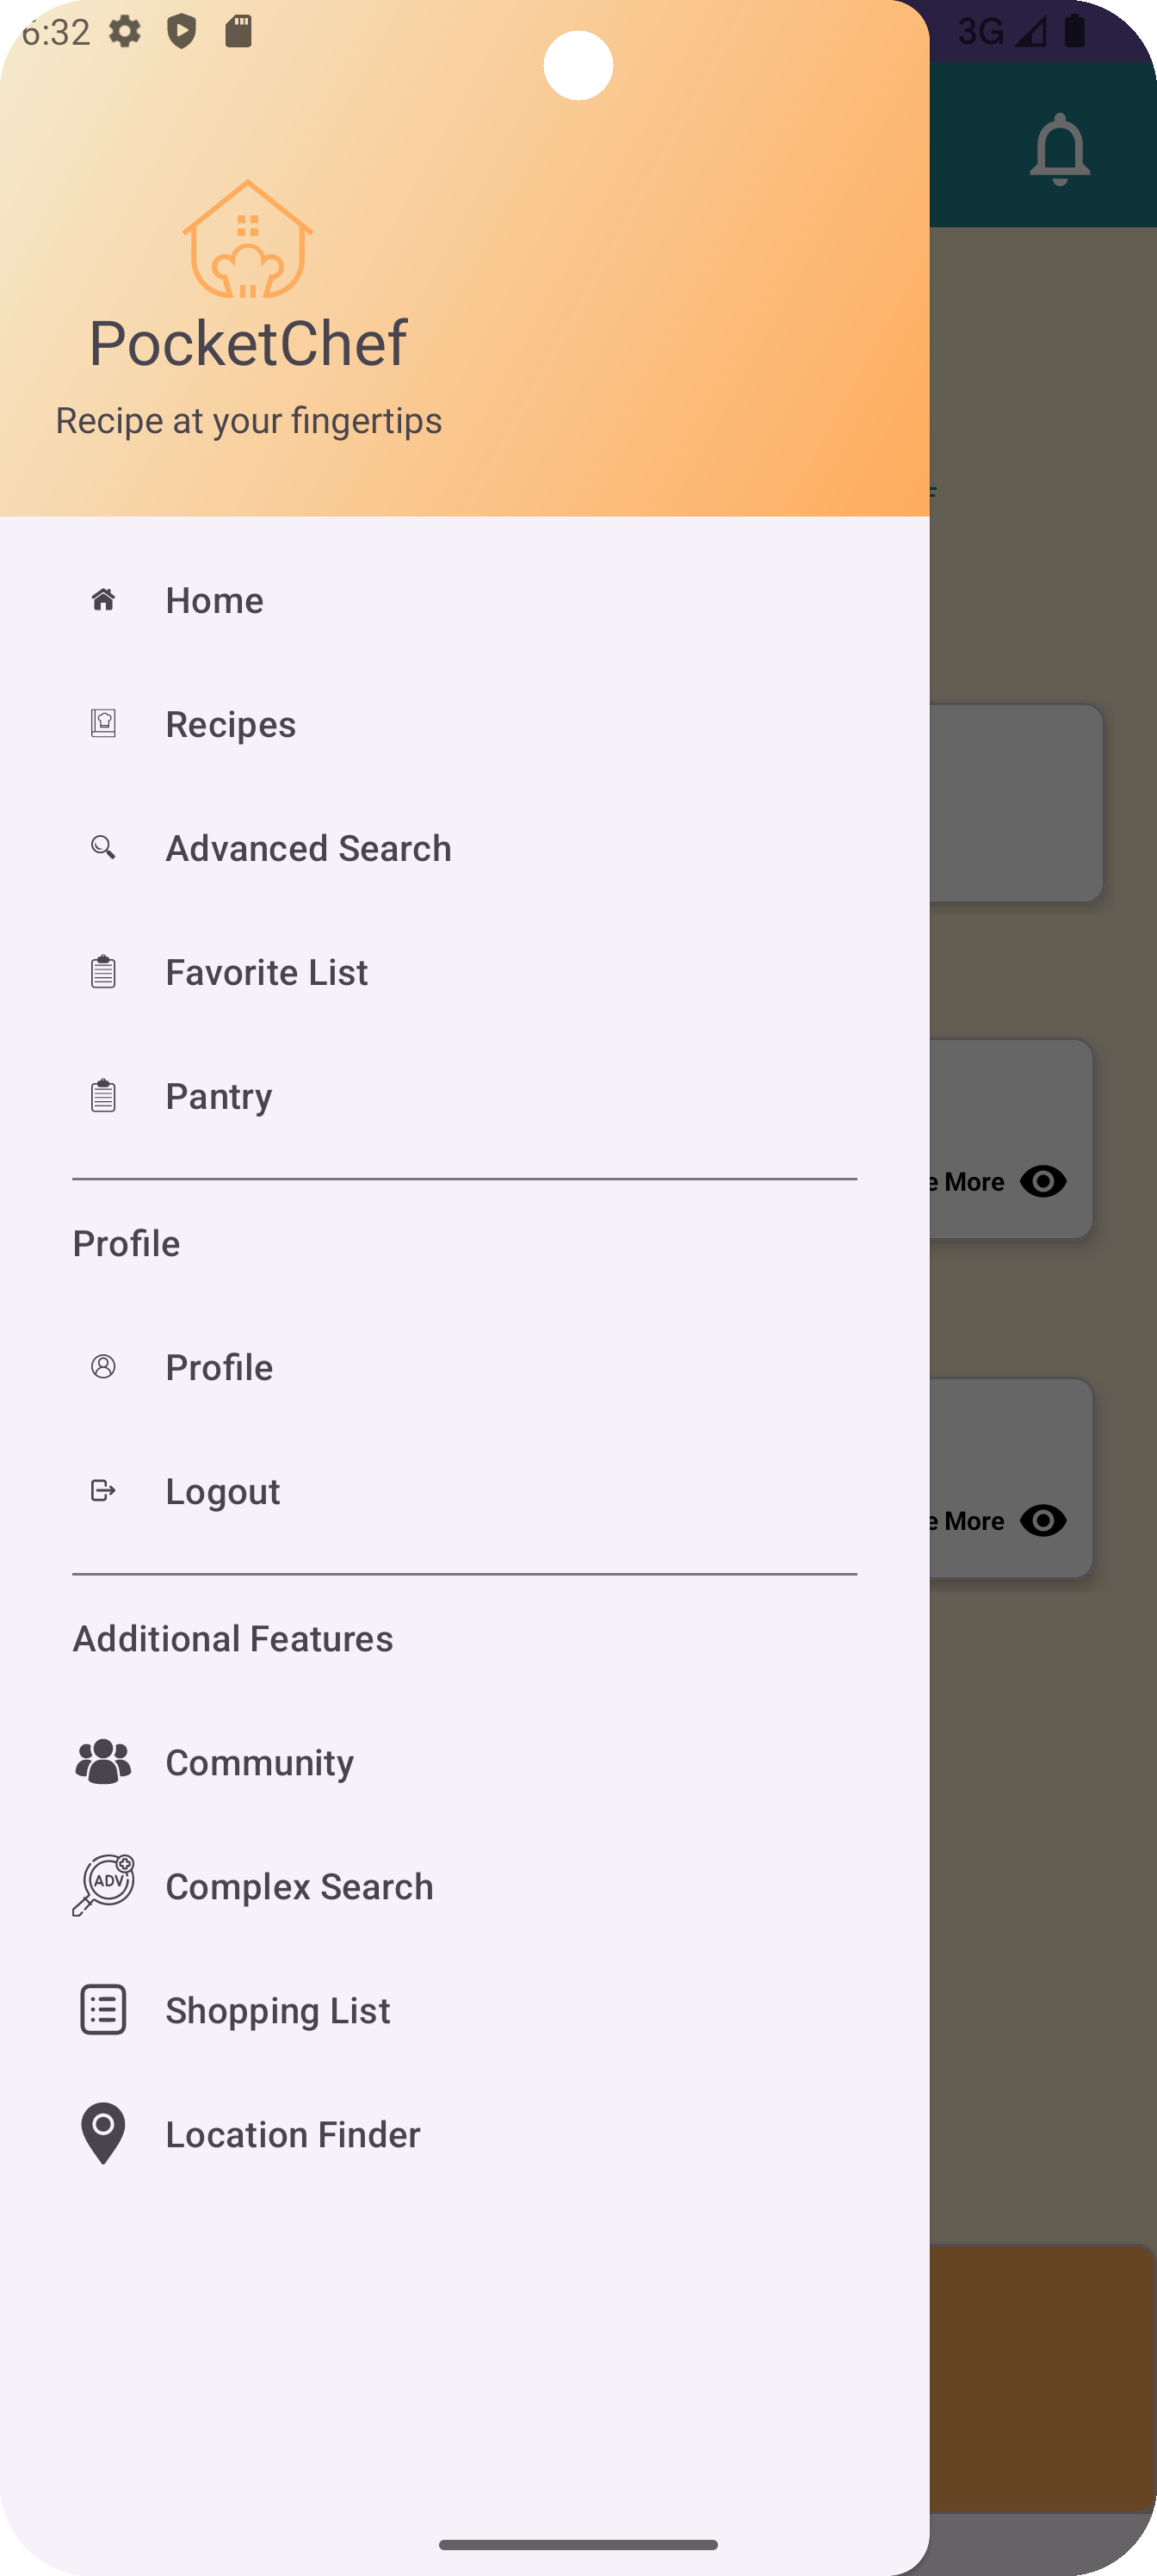 6:32
3G
PocketChef
Recipe at your fingertips
Home
Recipes
Advanced Search
Favorite List
Pantry
e More
Profile
Profile
Logout
e More
Additional Features
Community
ADV
Complex Search
Shopping List
Location Finder